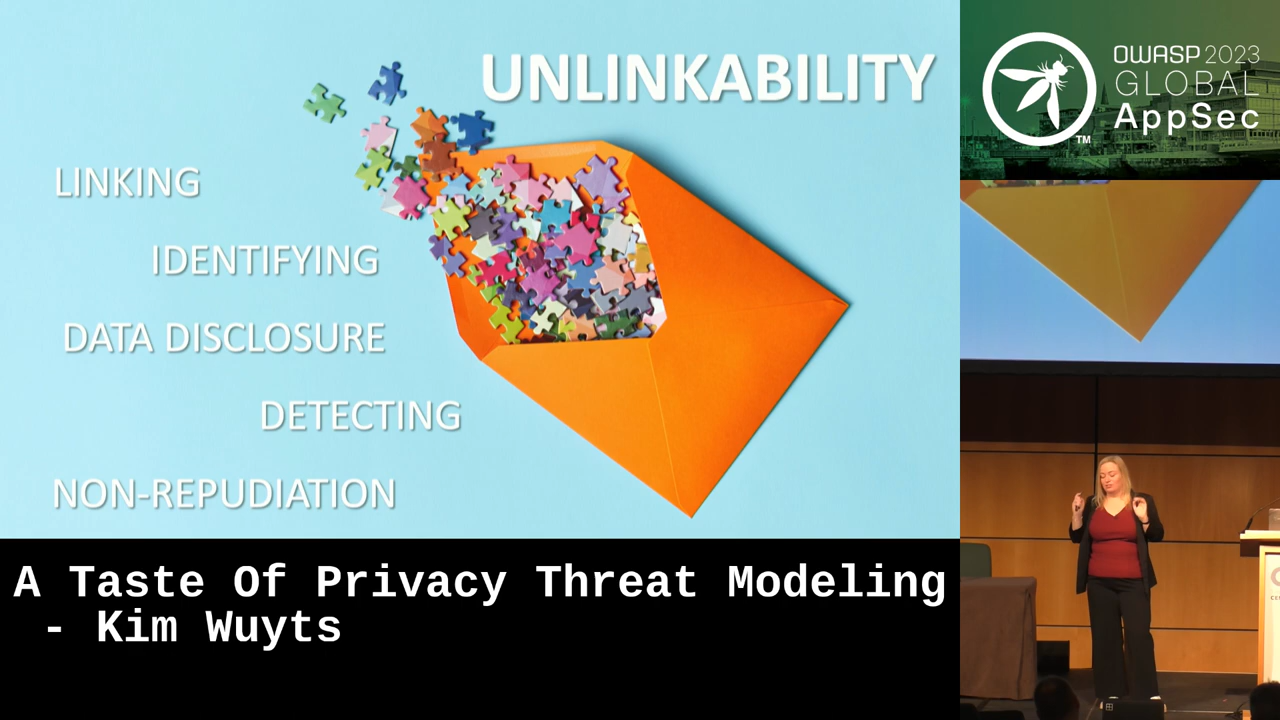 UNLINKABILITY
LINKING
IDENTIFYING
DATA DISCLOSURE
DETECTING
NON-REPUDIATION
A Taste Of Privacy Threat Modeling
- Kim Wuyts
OWASP 2023
GLOBAL
AppSec
TM